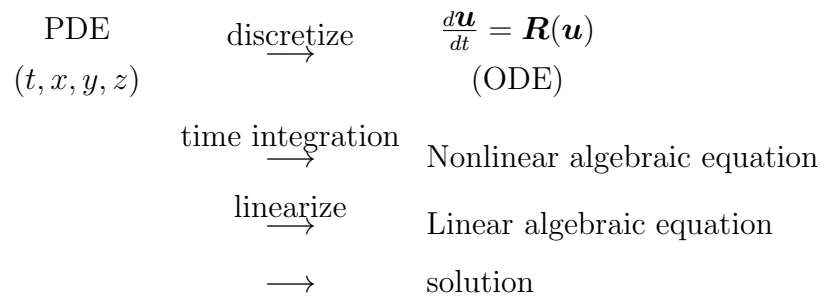 PDE discretize ⟶ d𝒖/dt = 𝑹(𝒖)
(t, x, y, z) (ODE)
time integration ⟶ Nonlinear algebraic equation
linearize ⟶ Linear algebraic equation
⟶ solution